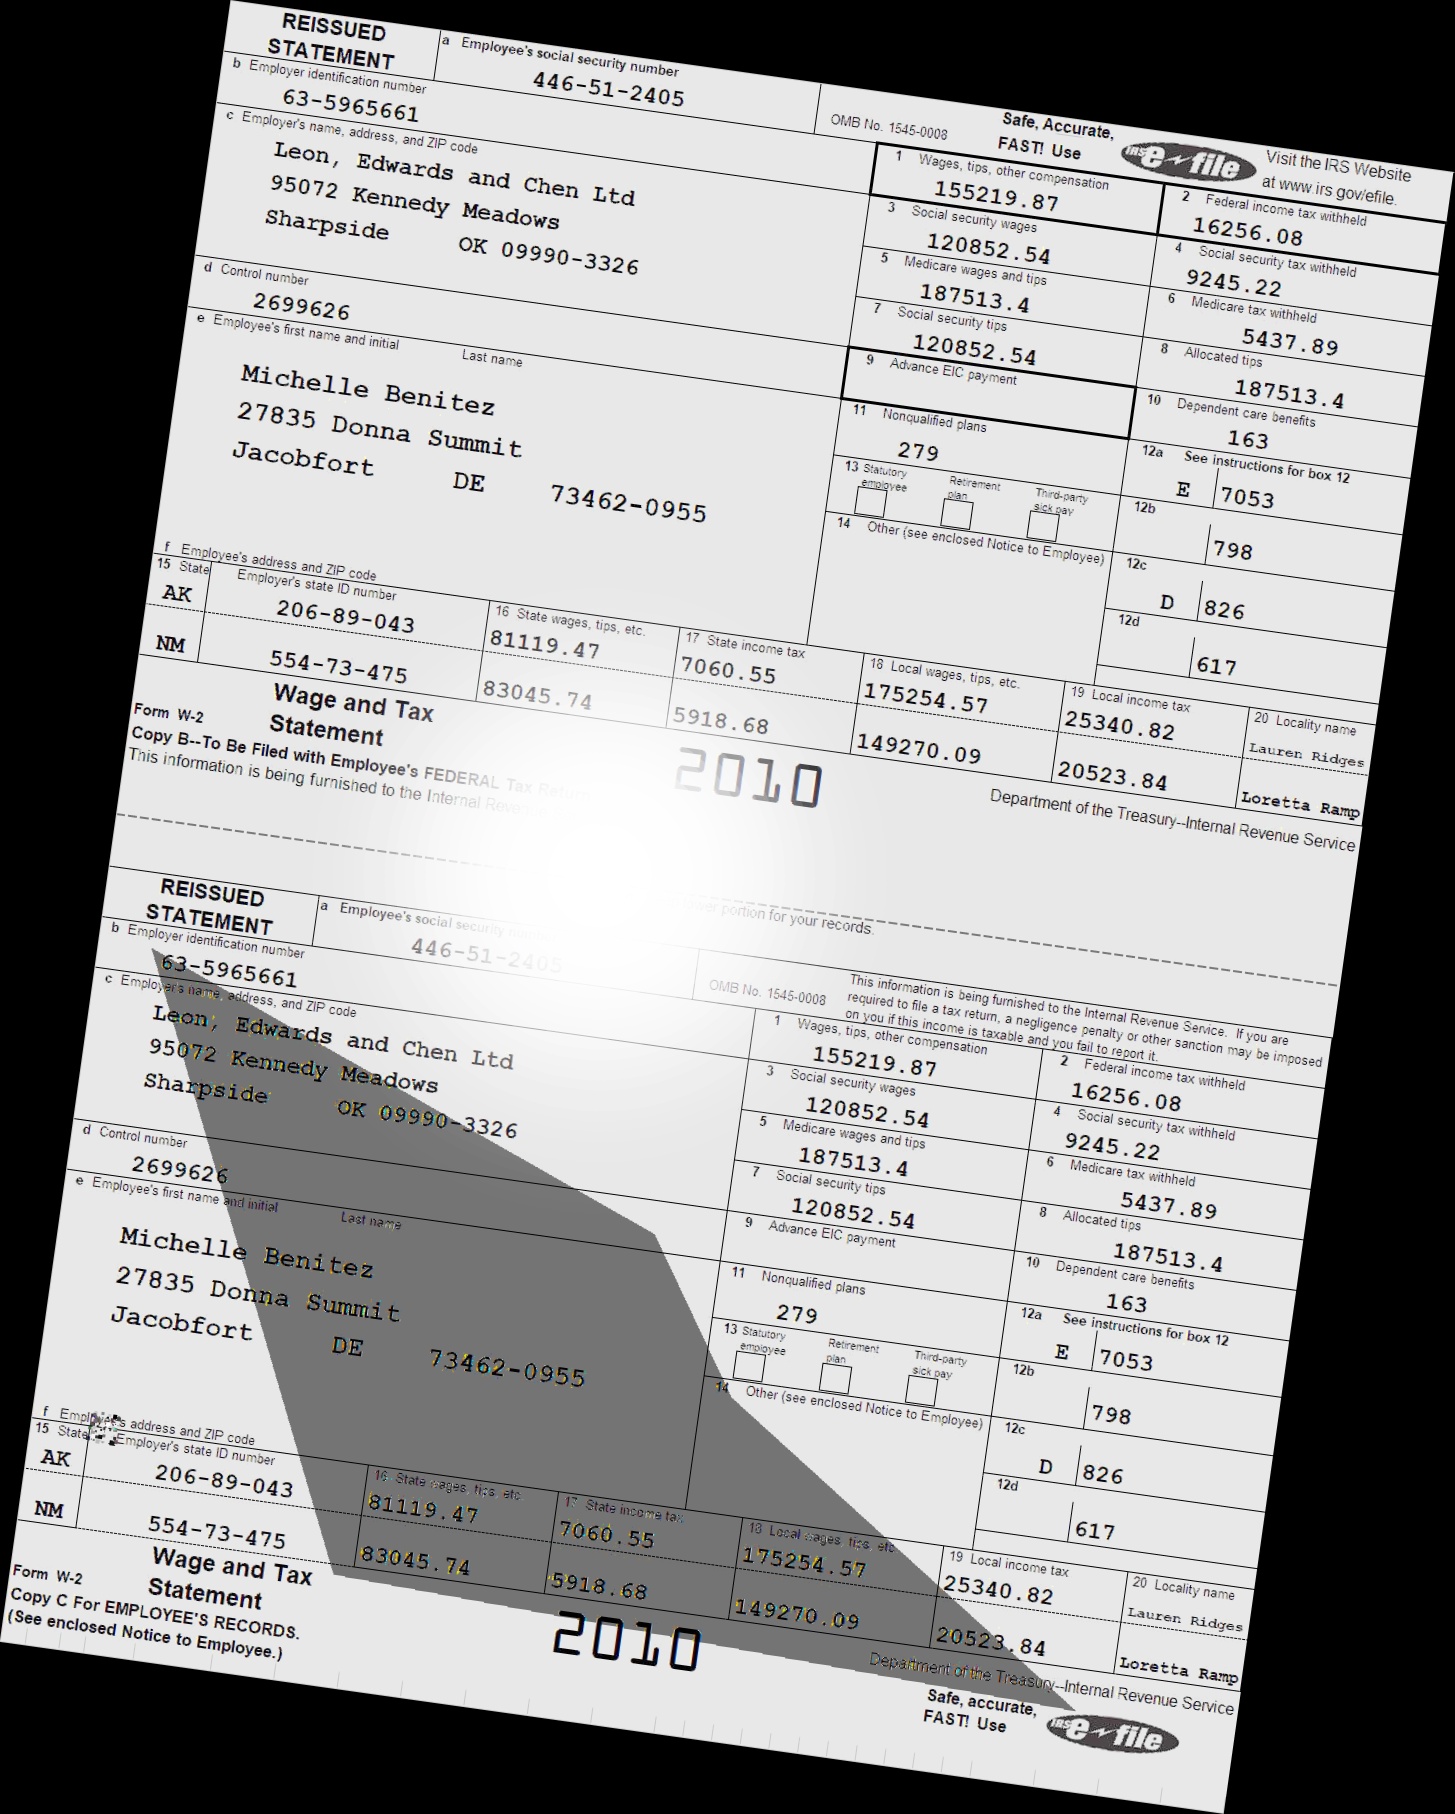 REISSUED
STATEMENT
a Employee's social security number
446-51-2405
OMB No. 1545-0008
Safe, Accurate,
FAST! Use
IRS e-file
Visit the IRS Website
at www.irs gov/efile.
b Employer identification number
63-5965661
c Employer's name, address, and ZIP code
Leon, Edwards and Chen Ltd
95072 Kennedy Meadows
Sharpside OK 09990-3326
1 Wages, tips, other compensation
155219.87
2 Federal income tax withheld
16256.08
3 Social security wages
120852.54
4 Social security tax withheld
9245.22
5 Medicare wages and tips
187513.4
6 Medicare tax withheld
5437.89
d Control number
2699626
7 Social security tips
120852.54
8 Allocated tips
187513.4
e Employee's first name and initial Last name
Michelle Benitez
27835 Donna Summit
Jacobfort DE 73462-0955
9 Advance EIC payment
10 Dependent care benefits
163
11 Nonqualified plans
279
12a See instructions for box 12
E 7053
13 Statutory employee
Retirement plan
Third-party sick pay
12b
798
14 Other (see enclosed Notice to Employee)
12c
D 826
12d
617
f Employee's address and ZIP code
15 State Employer's state ID number
16 State wages, tips, etc.
17 State income tax
18 Local wages, tips, etc.
19 Local income tax
20 Locality name
AK 206-89-043 81119.47 7060.55 175254.57 25340.82 Lauren Ridges
NM 554-73-475 83045.74 5918.68 149270.09 20523.84 Loretta Ramp
Form W-2
Wage and Tax
Statement
2010
Department of the Treasury--Internal Revenue Service
Copy B--To Be Filed with Employee's FEDERAL Tax
This information is being furnished to the Internal
portion for your records.
REISSUED
STATEMENT
a Employee's social security
446-51-2405
OMB No. 1545-0008
This information is being furnished to the Internal Revenue Service. If you are
required to file a tax return, a negligence penalty or other sanction may be imposed
on you if this income is taxable and you fail to report it.
b Employer identification number
63-5965661
c Employer's name, address, and ZIP code
Leon, Edwards and Chen Ltd
95072 Kennedy Meadows
Sharpside OK 09990-3326
1 Wages, tips, other compensation
155219.87
2 Federal income tax withheld
16256.08
3 Social security wages
120852.54
4 Social security tax withheld
9245.22
5 Medicare wages and tips
187513.4
6 Medicare tax withheld
5437.89
d Control number
2699626
7 Social security tips
120852.54
8 Allocated tips
187513.4
e Employee's first name and initial Last name
Michelle Benitez
27835 Donna Summit
Jacobfort DE 73462-0955
9 Advance EIC payment
10 Dependent care benefits
163
11 Nonqualified plans
279
12a See instructions for box 12
E 7053
13 Statutory employee
Retirement plan
Third-party sick pay
12b
798
14 Other (see enclosed Notice to Employee)
12c
D 826
12d
617
f address and ZIP code
15 State Employer's state ID number
16 State wages, tips, etc.
17 State income tax
18 Local wages, tips, etc.
19 Local income tax
20 Locality name
AK 206-89-043 81119.47 7060.55 175254.57 25340.82 Lauren Ridges
NM 554-73-475 83045.74 5918.68 149270.09 20523.84 Loretta Ramp
Form W-2
Wage and Tax
Statement
2010
Department of the Treasury--Internal Revenue Service
Copy C For EMPLOYEE'S RECORDS.
(See enclosed Notice to Employee.)
Safe, accurate,
FAST! Use
IRS e-file